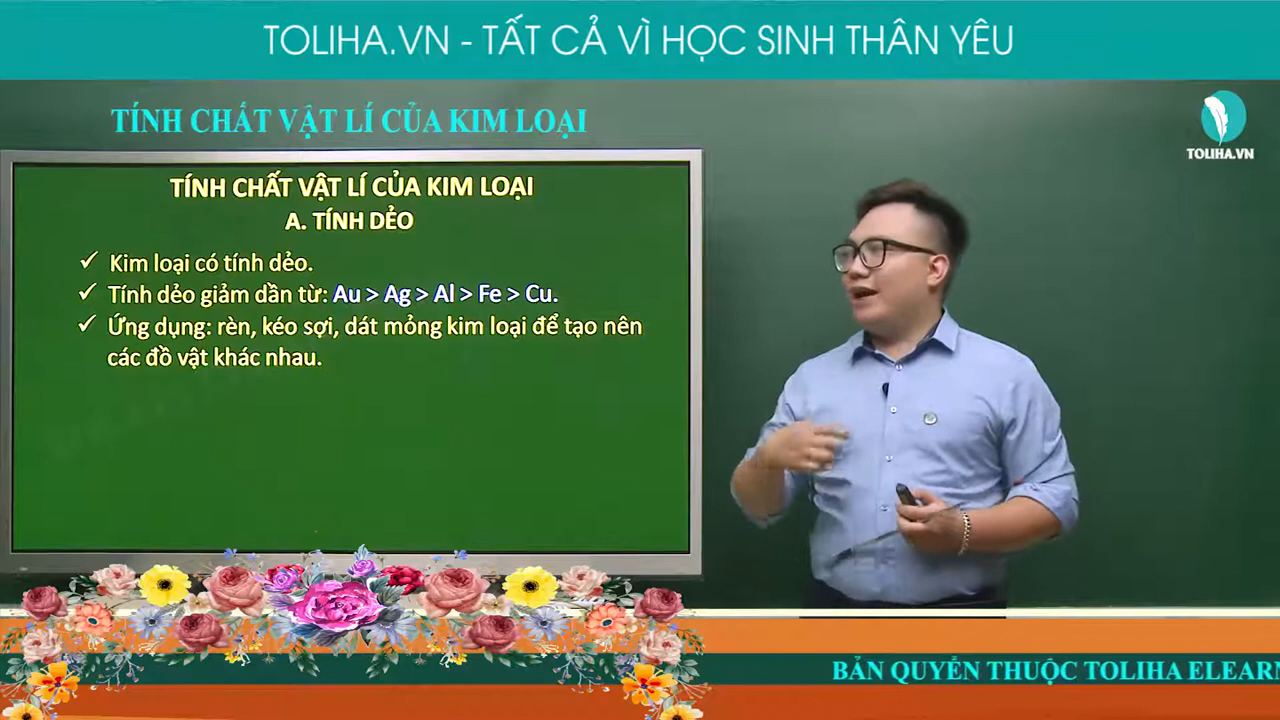 TOLIHA.VN - TẤT CẢ VÌ HỌC SINH THÂN YÊU
TÍNH CHẤT VẬT LÍ CỦA KIM LOẠI
TOLIHA.VN
TÍNH CHẤT VẬT LÍ CỦA KIM LOẠI
A. TÍNH DẺO
✓ Kim loại có tính dẻo.
✓ Tính dẻo giảm dần từ: Au > Ag > Al > Fe > Cu.
✓ Ứng dụng: rèn, kéo sợi, dát mỏng kim loại để tạo nên
các đồ vật khác nhau.
BẢN QUYỀN THUỘC TOLIHA ELEARN